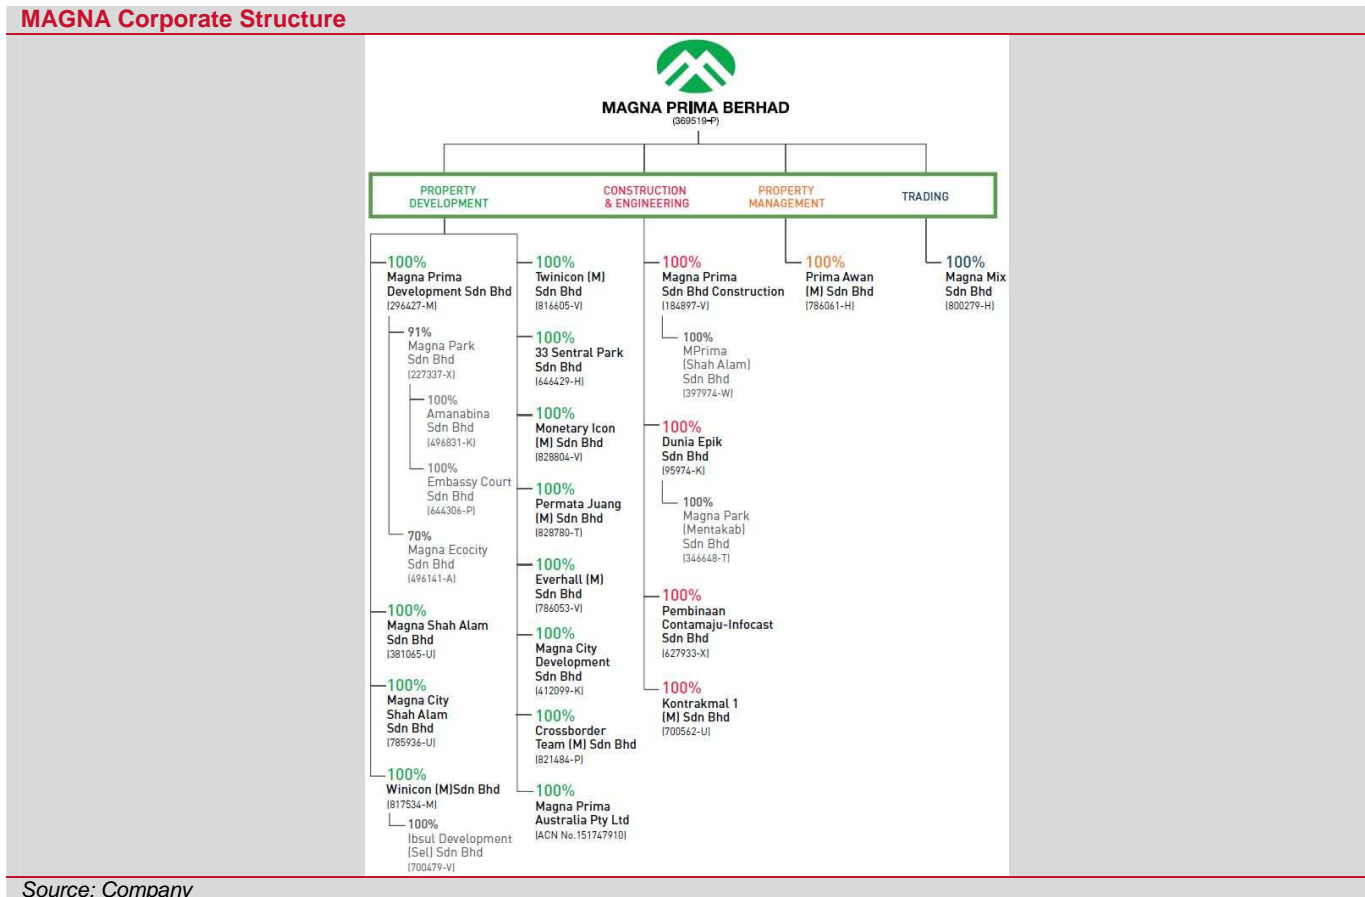 MAGNA Corporate Structure
MAGNA PRIMA BERHAD
(369519-P)
PROPERTY
DEVELOPMENT
CONSTRUCTION
& ENGINEERING
PROPERTY
MANAGEMENT
TRADING
100%
Magna Prima
Development Sdn Bhd
(296427-M)
91%
Magna Park
Sdn Bhd
(227337-X)
100%
Amanabina
Sdn Bhd
(496831-K)
100%
Embassy Court
Sdn Bhd
(644306-P)
70%
Magna Ecocity
Sdn Bhd
(496141-A)
100%
Magna Shah Alam
Sdn Bhd
(381065-U)
100%
Magna City
Shah Alam
Sdn Bhd
(785936-U)
100%
Winicon (M)Sdn Bhd
(817534-M)
100%
Ibsul Development
(Sel) Sdn Bhd
(700479-V)
100%
Twinicon (M)
Sdn Bhd
(816605-V)
100%
33 Sentral Park
Sdn Bhd
(646429-H)
100%
Monetary Icon
(M) Sdn Bhd
(828804-V)
100%
Permata Juang
(M) Sdn Bhd
(828780-T)
100%
Everhall (M)
Sdn Bhd
(786053-V)
100%
Magna City
Development
Sdn Bhd
(412099-K)
100%
Crossborder
Team (M) Sdn Bhd
(821484-P)
100%
Magna Prima
Australia Pty Ltd
(ACN No.151747910)
100%
Magna Prima
Sdn Bhd Construction
(184897-V)
100%
MPrima
(Shah Alam)
Sdn Bhd
(397974-W)
100%
Dunia Epik
Sdn Bhd
(95974-K)
100%
Magna Park
(Mentakab)
Sdn Bhd
(346648-T)
100%
Pembinaan
Contamaju-Infocast
Sdn Bhd
(627933-X)
100%
Kontrakmal 1
(M) Sdn Bhd
(700562-U)
100%
Prima Awan
(M) Sdn Bhd
(786061-H)
100%
Magna Mix
Sdn Bhd
(800279-H)
Source: Company